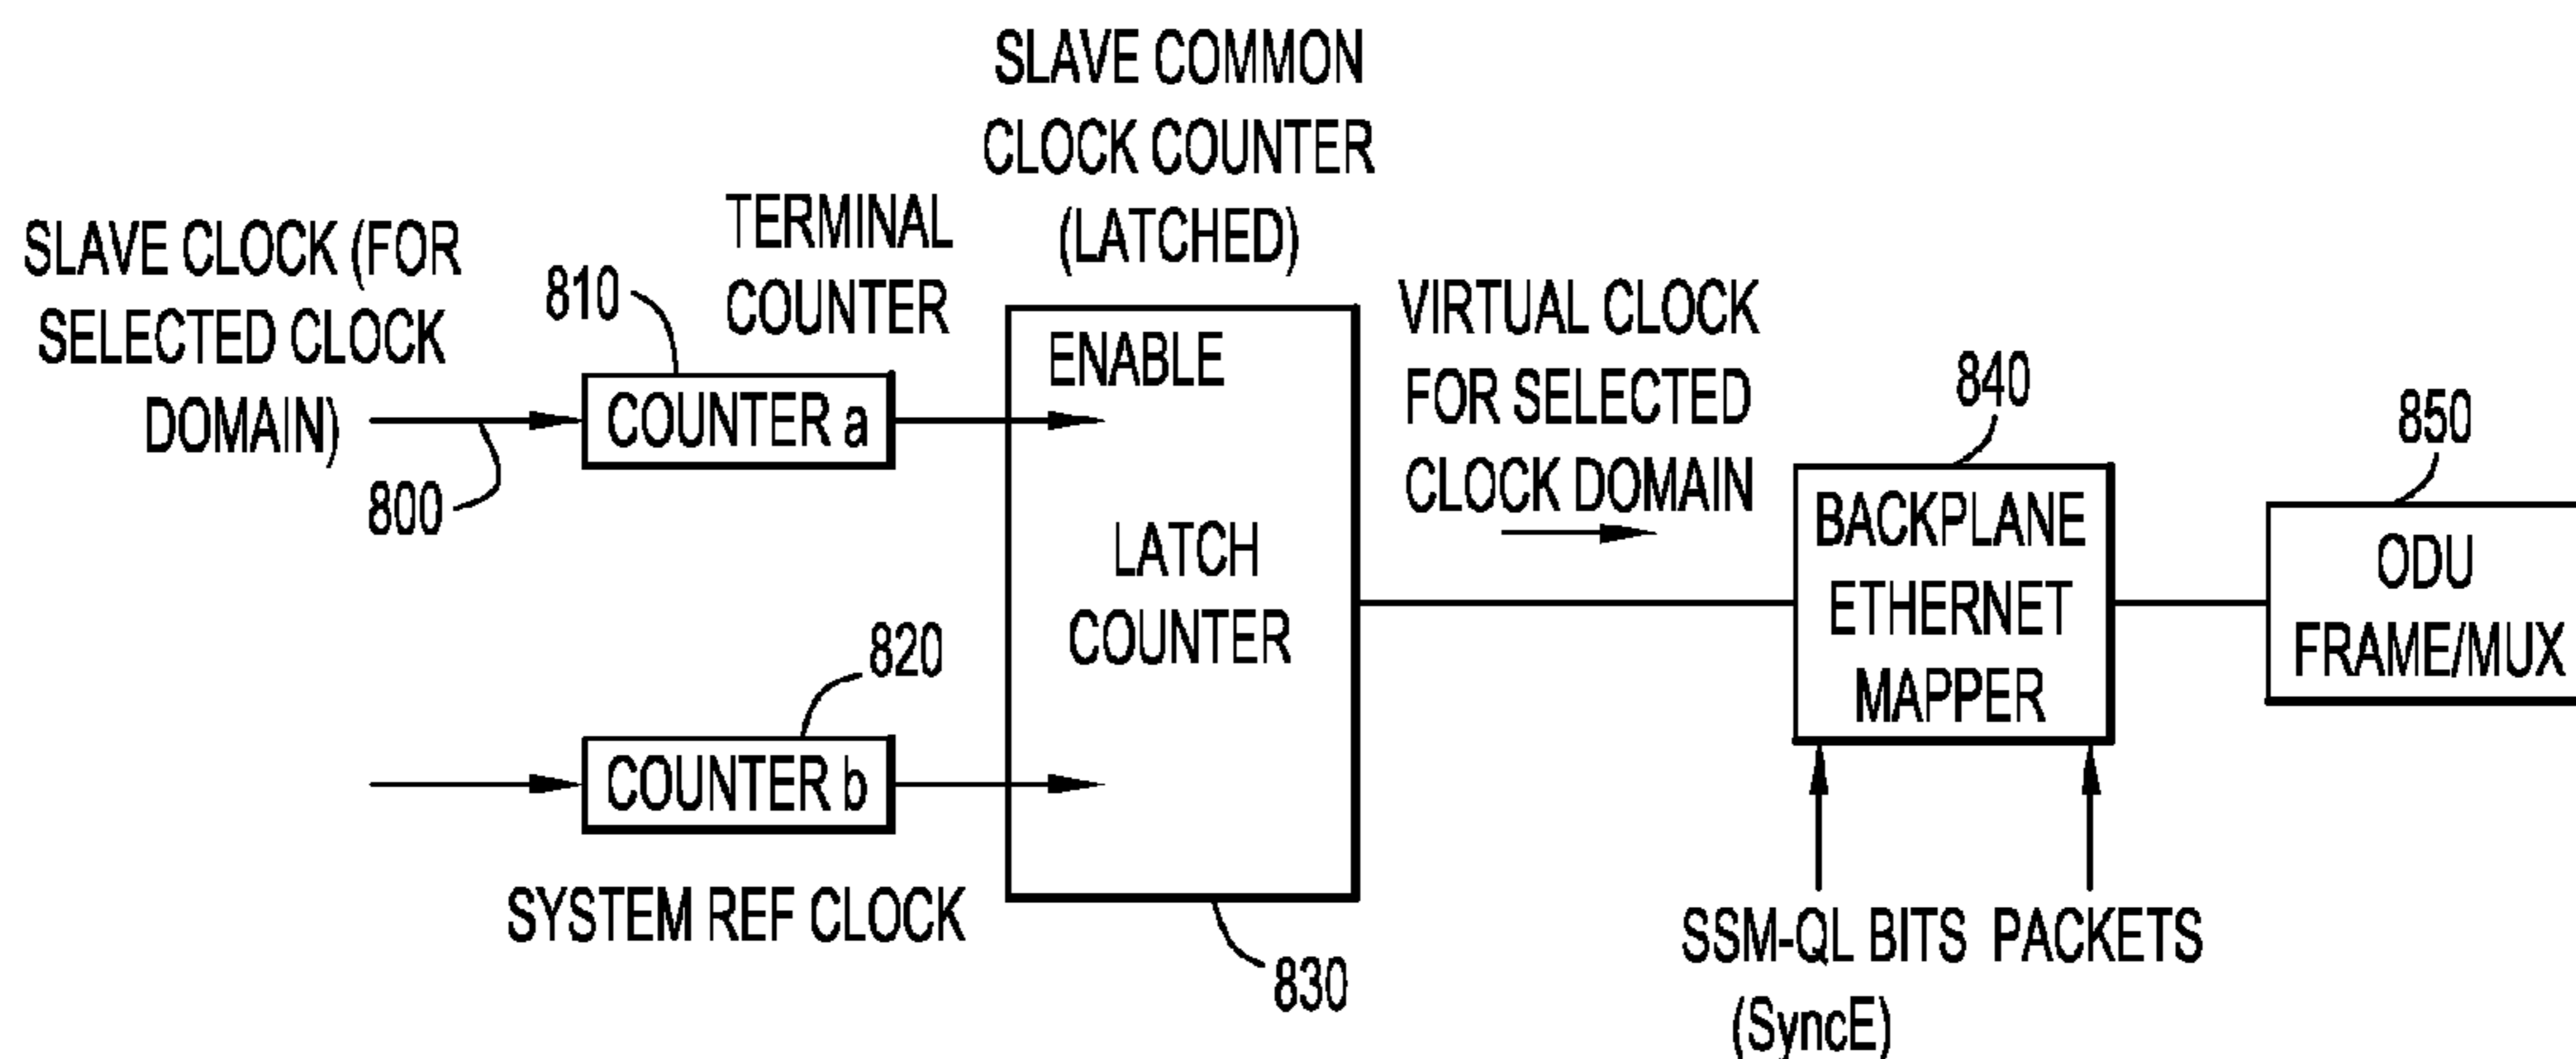 SLAVE COMMON
CLOCK COUNTER
(LATCHED)
SLAVE CLOCK (FOR
SELECTED CLOCK
DOMAIN)
800
810
TERMINAL
COUNTER
COUNTER a
ENABLE
LATCH
COUNTER
820
COUNTER b
SYSTEM REF CLOCK
830
VIRTUAL CLOCK
FOR SELECTED
CLOCK DOMAIN
840
BACKPLANE
ETHERNET
MAPPER
850
ODU
FRAME/MUX
SSM-QL BITS
(SyncE)
PACKETS